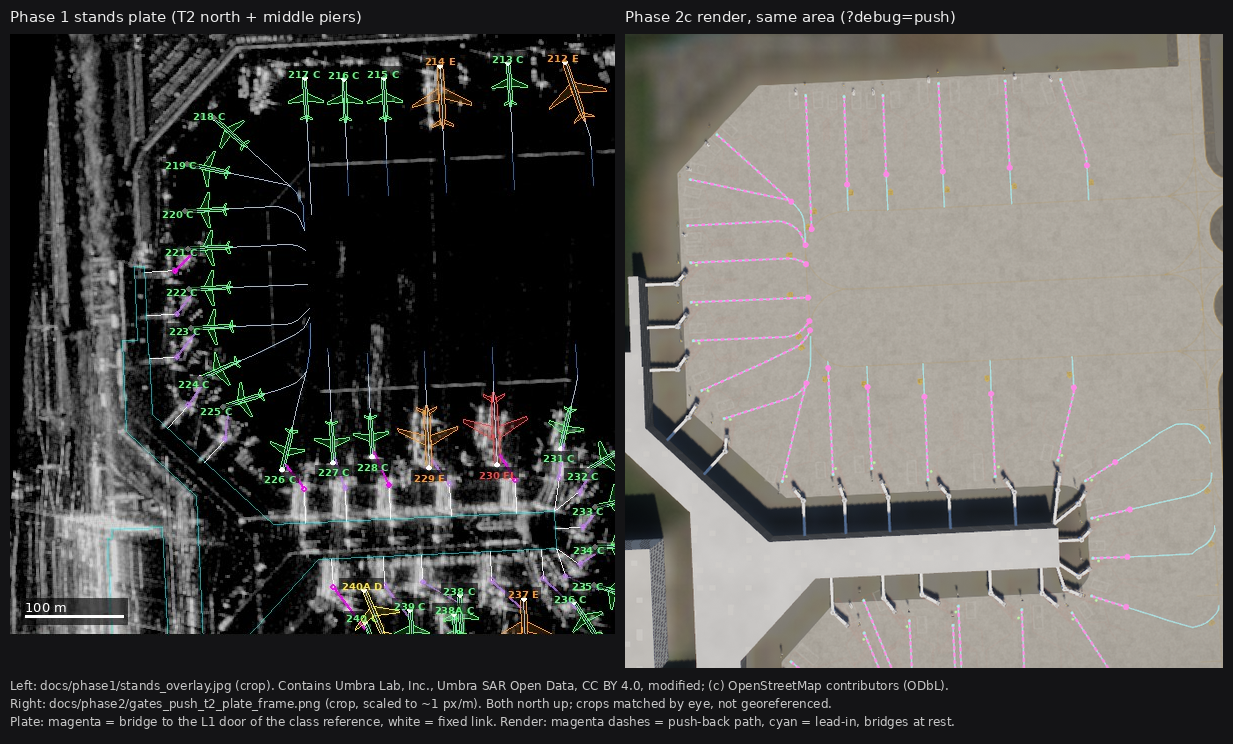 Phase 1 stands plate (T2 north + middle piers)
Phase 2c render, same area (?debug=push)
217 C
216 C
215 C
214 E
213 C
212 E
218 C
219 C
220 C
221 C
222 C
223 C
224 C
225 C
226 C
227 C
228 C
229 E
230 E
231 C
232 C
233 C
234 C
235 C
236 C
237 E
238 C
238A C
239 C
240A D
240
100 m
Left: docs/phase1/stands_overlay.jpg (crop). Contains Umbra Lab, Inc., Umbra SAR Open Data, CC BY 4.0, modified; (c) OpenStreetMap contributors (ODbL).
Right: docs/phase2/gates_push_t2_plate_frame.png (crop, scaled to ~1 px/m). Both north up; crops matched by eye, not georeferenced.
Plate: magenta = bridge to the L1 door of the class reference, white = fixed link. Render: magenta dashes = push-back path, cyan = lead-in, bridges at rest.